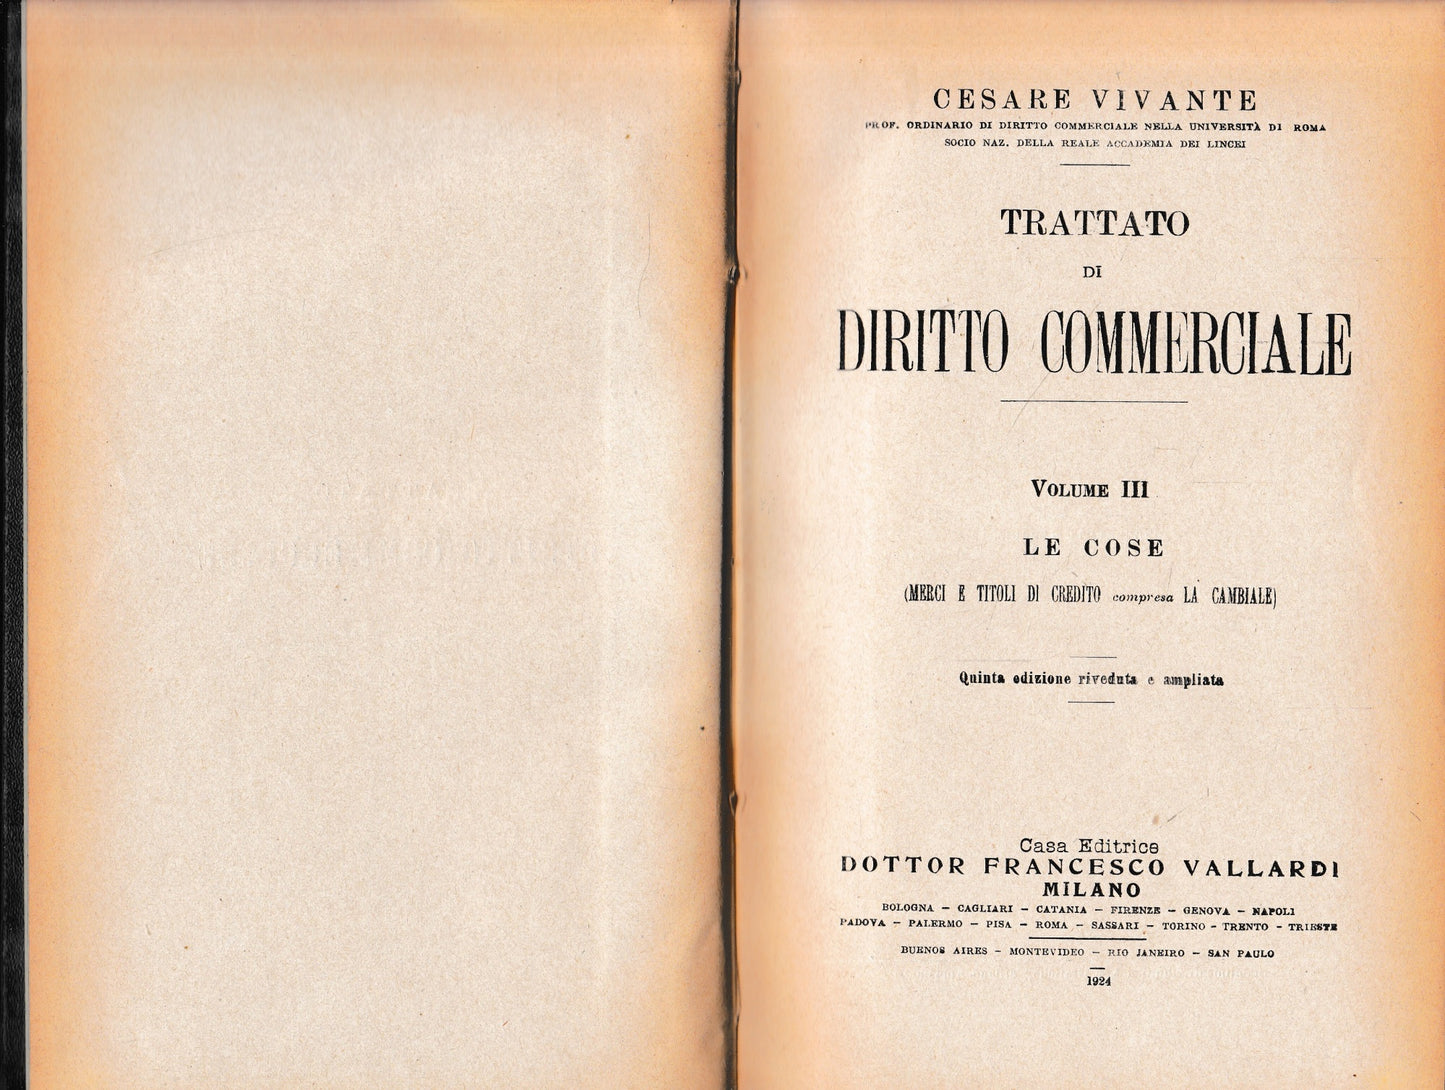 CESARE VIVANTE
PROF. ORDINARIO DI DIRITTO COMMERCIALE NELLA UNIVERSITÀ DI ROMA
SOCIO NAZ. DELLA REALE ACCADEMIA DEI LINCEI
TRATTATO
DI
DIRITTO COMMERCIALE
VOLUME III
LE COSE
(MERCI E TITOLI DI CREDITO compresa LA CAMBIALE)
Quinta edizione riveduta e ampliata
Casa Editrice
DOTTOR FRANCESCO VALLARDI
MILANO
BOLOGNA – CAGLIARI – CATANIA – FIRENZE – GENOVA – NAPOLI
PADOVA – PALERMO – PISA – ROMA – SASSARI – TORINO – TRENTO – TRIESTE
BUENOS AIRES – MONTEVIDEO – RIO JANEIRO – SAN PAULO
1924